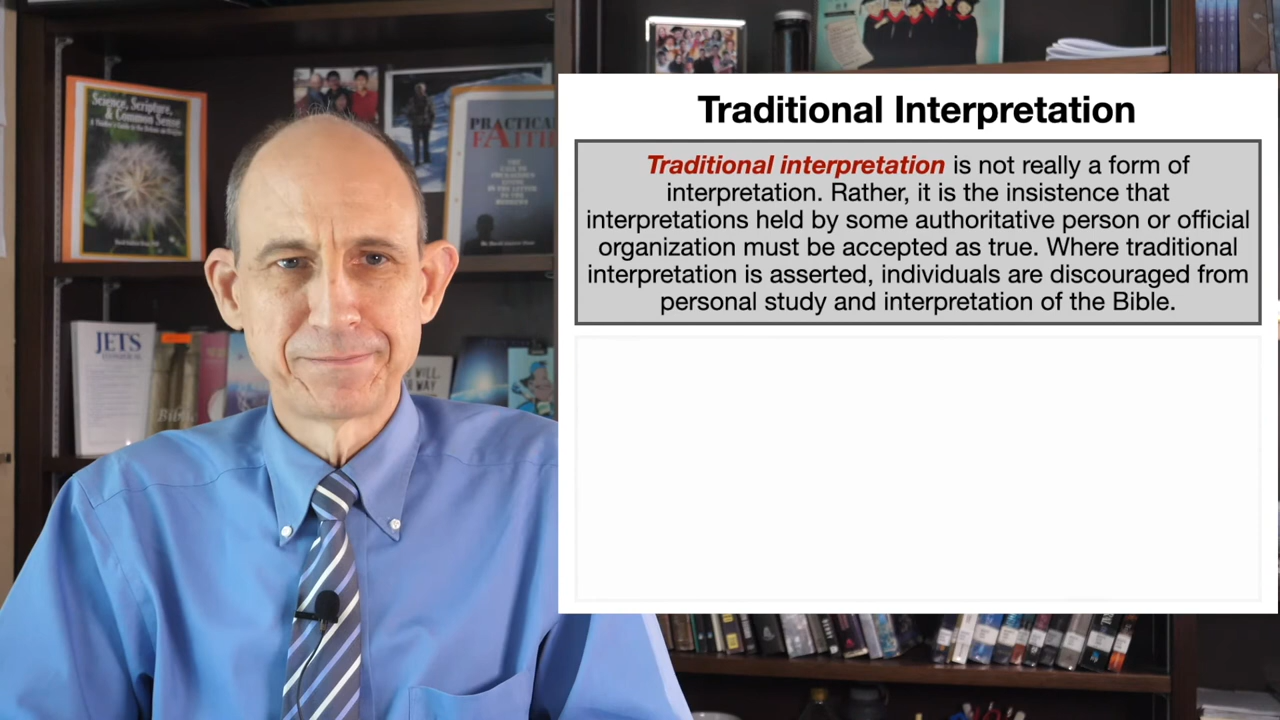 Science, Scripture,
& Common Sense
PRACTICAL
FAITH
JETS
Traditional Interpretation
Traditional interpretation is not really a form of
interpretation. Rather, it is the insistence that
interpretations held by some authoritative person or official
organization must be accepted as true. Where traditional
interpretation is asserted, individuals are discouraged from
personal study and interpretation of the Bible.